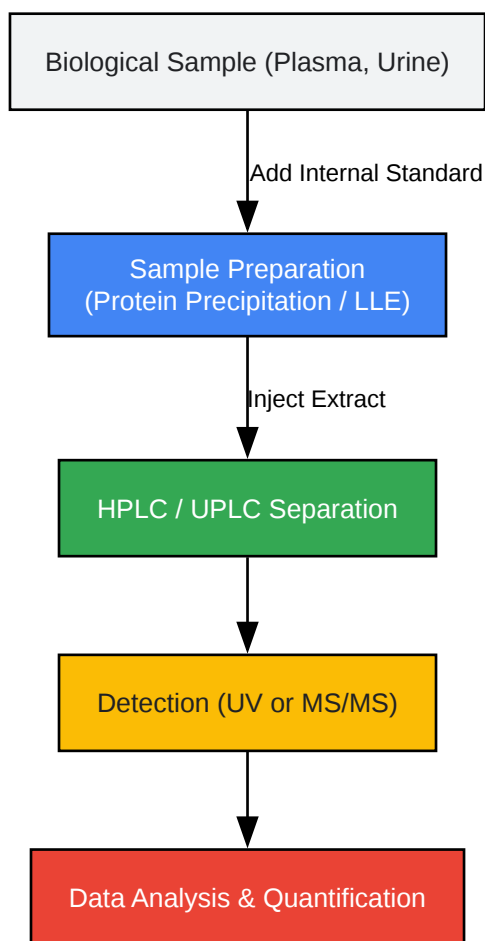 Biological Sample (Plasma, Urine)
Add Internal Standard
Sample Preparation
(Protein Precipitation / LLE)
Inject Extract
HPLC / UPLC Separation
Detection (UV or MS/MS)
Data Analysis & Quantification